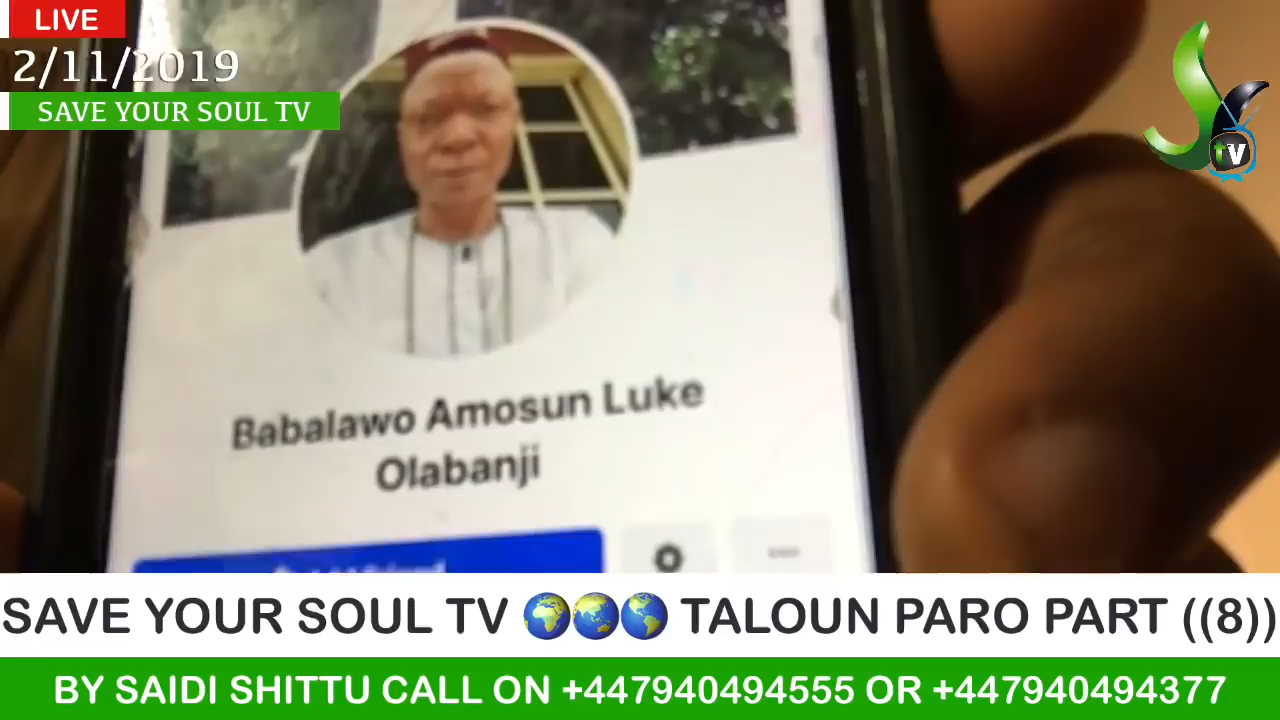 LIVE
2/11/2019
SAVE YOUR SOUL TV
tV
Babalawo Amosun Luke
Olabanji
SAVE YOUR SOUL TV 🌍🌏🌎 TALOUN PARO PART ((8))
BY SAIDI SHITTU CALL ON +447940494555 OR +447940494377